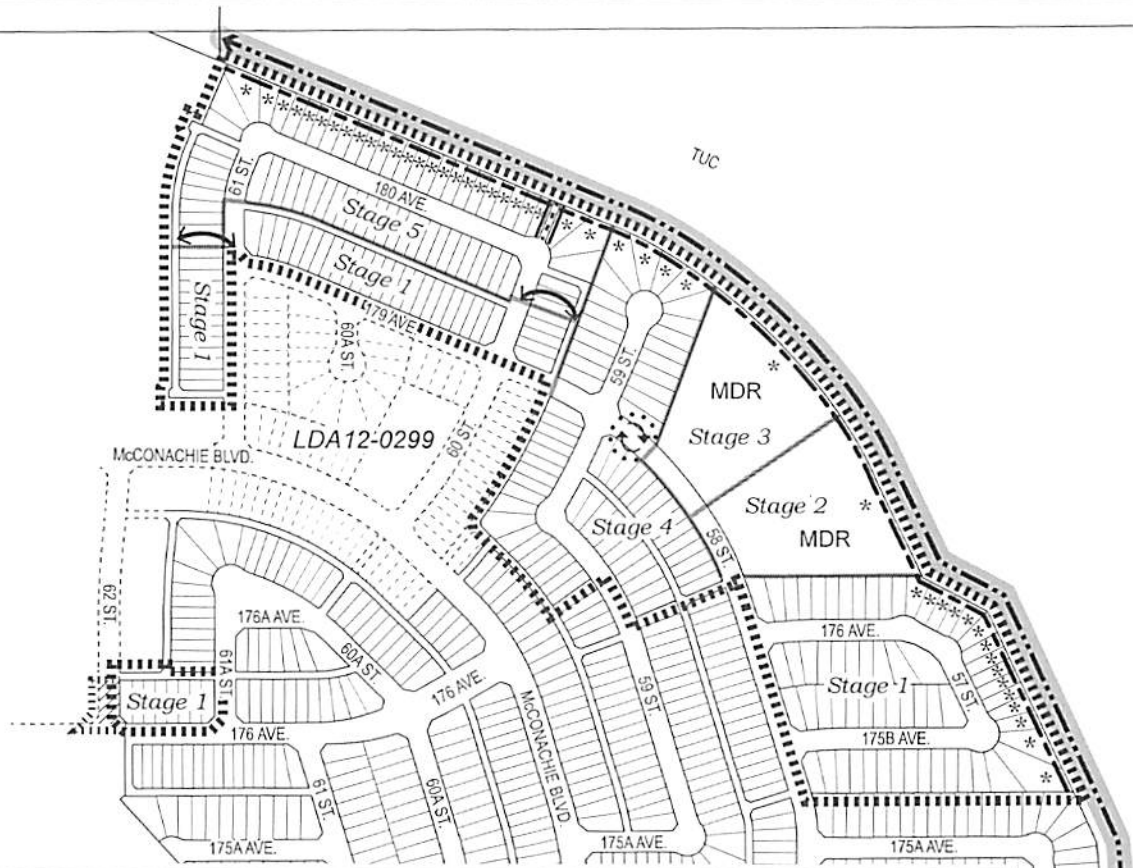 TUC
61 ST.
180 AVE.
Stage 5
Stage 1
Stage 1
179 AVE.
60A ST.
59 ST.
MDR
Stage 3
LDA12-0299
60 ST.
McCONACHIE BLVD.
Stage 2
MDR
Stage 4
58 ST.
62 ST.
176A AVE.
60A ST.
61A ST.
176 AVE.
57 ST.
Stage 1
176 AVE.
59 ST.
Stage 1
McCONACHIE BLVD.
176 AVE.
175B AVE.
61 ST.
60A ST.
175A AVE.
175A AVE.
175A AVE.